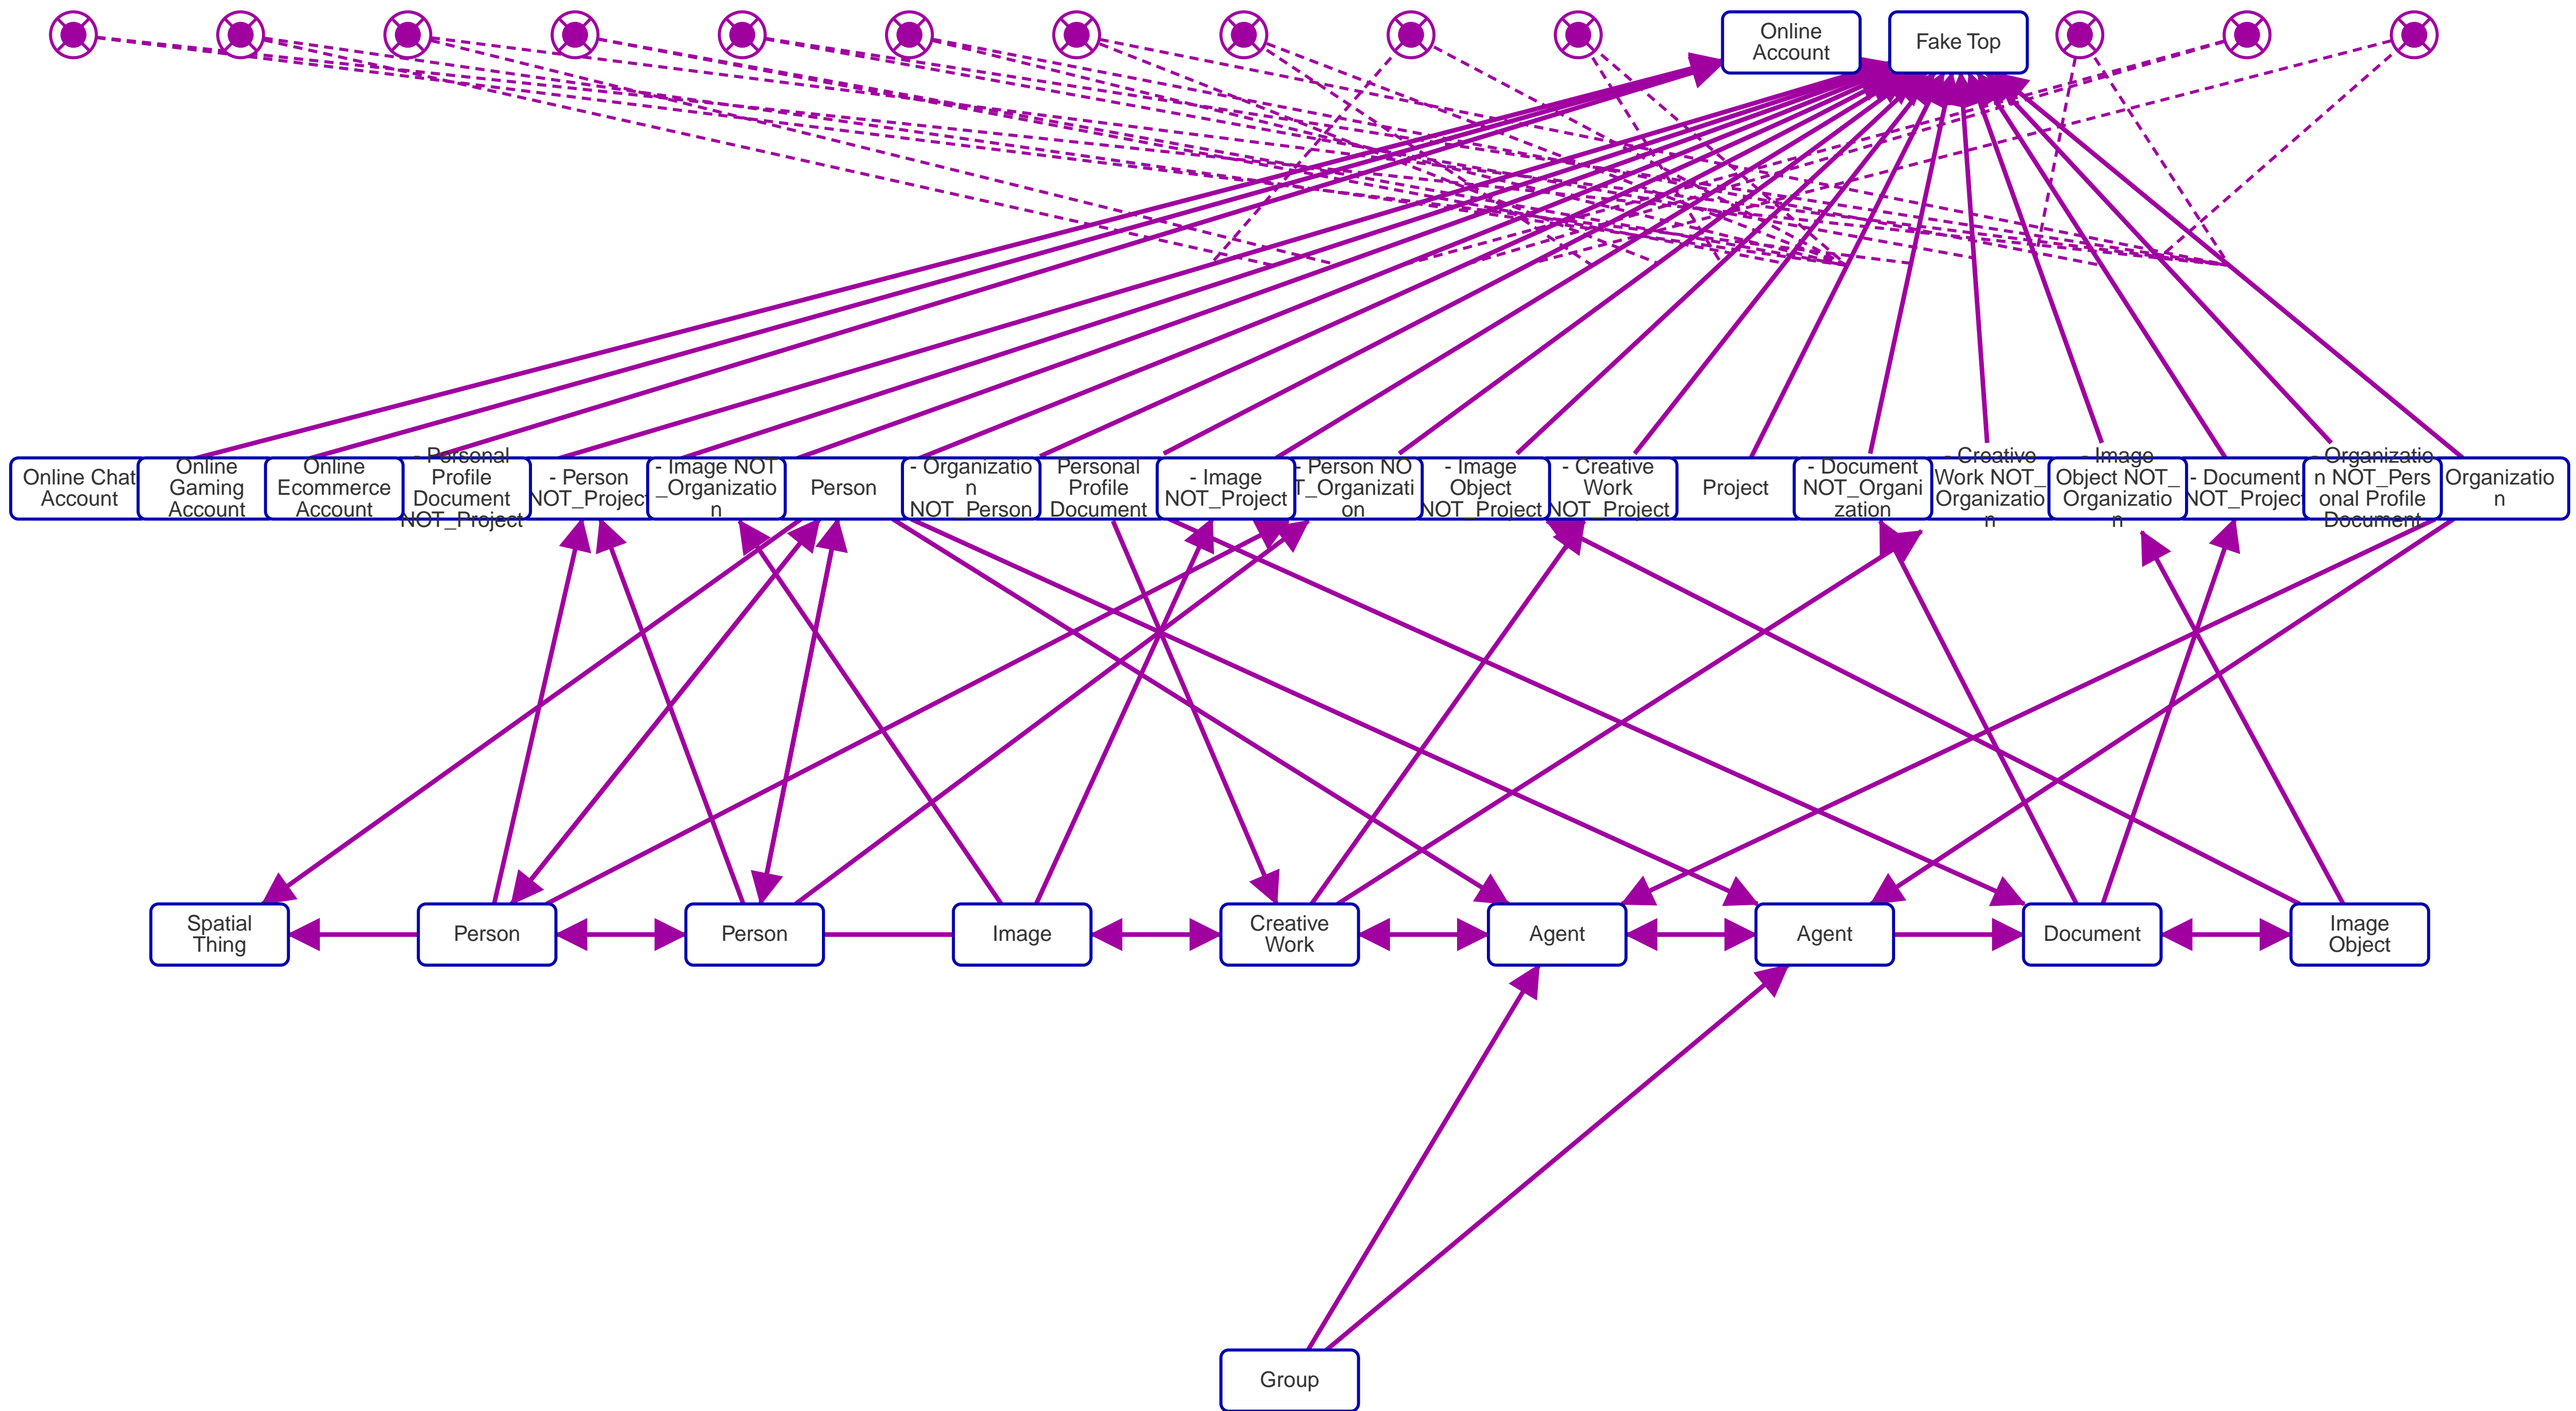 Online
Account
Fake Top
Online Chat
Account
Online
Gaming
Account
Online
Ecommerce
Account
- Personal
Profile
Document
NOT_Project
- Person
NOT_Project
- Image NOT
_Organizatio
n
Person
- Organizatio
n
NOT_Person
Personal
Profile
Document
- Image
NOT_Project
- Person NO
T_Organizati
on
- Image
Object
NOT_Project
- Creative
Work
NOT_Project
Project
- Document
NOT_Organi
zation
- Creative
Work NOT_
Organizatio
n
- Image
Object NOT_
Organizatio
n
- Document
NOT_Project
- Organizatio
n NOT_Pers
onal Profile
Document
Organizatio
n
Spatial
Thing
Person
Person
Image
Creative
Work
Agent
Agent
Document
Image
Object
Group